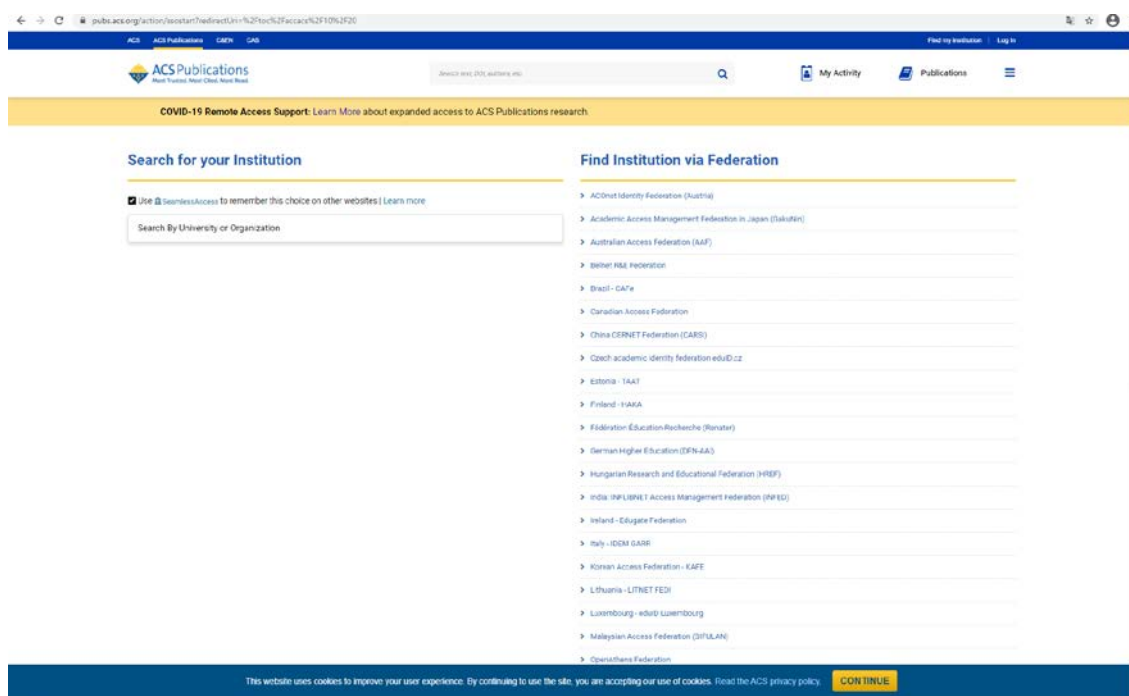 pubs.acs.org/action/ssostart?redirectUri=%2Ftoc%2Faccacs%2F10%2F20
ACS ACS Publications C&EN CAS
Find my Institution | Log In
ACS Publications
Most Trusted. Most Cited. Most Read.
Search text, DOI, authors, etc.
My Activity
Publications
COVID-19 Remote Access Support: Learn More about expanded access to ACS Publications research.
Search for your Institution
Use SeamlessAccess to remember this choice on other websites | Learn more
Search By University or Organization
Find Institution via Federation
ACOnet Identity Federation (Austria)
Academic Access Management Federation in Japan (GakuNin)
Australian Access Federation (AAF)
Belnet R&E Federation
Brazil - CAFe
Canadian Access Federation
China CERNET Federation (CARSI)
Czech academic identity federation eduID.cz
Estonia - TAAT
Finland - HAKA
Fédération Éducation-Recherche (Renater)
German Higher Education (DFN-AAI)
Hungarian Research and Educational Federation (HREF)
India: INFLIBNET Access Management Federation (INFED)
Ireland - Edugate Federation
Italy - IDEM GARR
Korean Access Federation - KAFE
Lithuania - LITNET FEDI
Luxembourg - eduID Luxembourg
Malaysian Access Federation (SIFULAN)
OpenAthens Federation
This website uses cookies to improve your user experience. By continuing to use the site, you are accepting our use of cookies. Read the ACS privacy policy.
CONTINUE